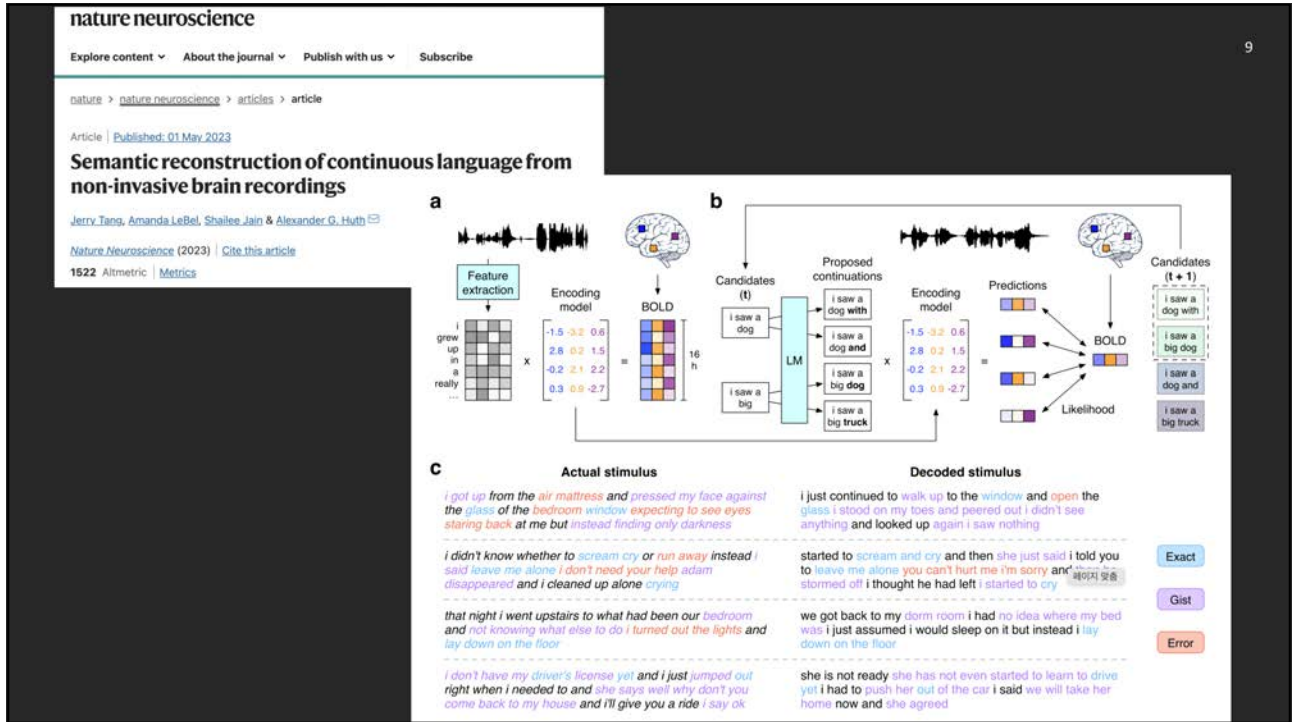 nature neuroscience
9
Explore content
About the journal
Publish with us
Subscribe
nature > nature neuroscience > articles > article
Article | Published: 01 May 2023
Semantic reconstruction of continuous language from
non-invasive brain recordings
Jerry Tang, Amanda LeBel, Shailee Jain & Alexander G. Huth
Nature Neuroscience (2023) | Cite this article
1522 Altmetric | Metrics
a
Feature
extraction
i
grew
up
in
a
really
...
x
Encoding
model
-1.5 -3.2 0.6
2.8 0.2 1.5
-0.2 2.1 2.2
0.3 0.9 -2.7
=
BOLD
16
h
b
Candidates
(t)
i saw a
dog
i saw a
big
LM
Proposed
continuations
i saw a
dog with
i saw a
dog and
i saw a
big dog
i saw a
big truck
x
Encoding
model
-1.5 -3.2 0.6
2.8 0.2 1.5
-0.2 2.1 2.2
0.3 0.9 -2.7
=
Predictions
BOLD
Likelihood
Candidates
(t + 1)
i saw a
dog with
i saw a
big dog
i saw a
dog and
i saw a
big truck
c
Actual stimulus
i got up from the air mattress and pressed my face against
the glass of the bedroom window expecting to see eyes
staring back at me but instead finding only darkness
i didn't know whether to scream cry or run away instead i
said leave me alone i don't need your help adam
disappeared and i cleaned up alone crying
that night i went upstairs to what had been our bedroom
and not knowing what else to do i turned out the lights and
lay down on the floor
i don't have my driver's license yet and i just jumped out
right when i needed to and she says well why don't you
come back to my house and i'll give you a ride i say ok
Decoded stimulus
i just continued to walk up to the window and open the
glass i stood on my toes and peered out i didn't see
anything and looked up again i saw nothing
started to scream and cry and then she just said i told you
to leave me alone you can't hurt me i'm sorry and
stormed off i thought he had left i started to cry
페이지 맞춤
we got back to my dorm room i had no idea where my bed
was i just assumed i would sleep on it but instead i lay
down on the floor
she is not ready she has not even started to learn to drive
yet i had to push her out of the car i said we will take her
home now and she agreed
Exact
Gist
Error